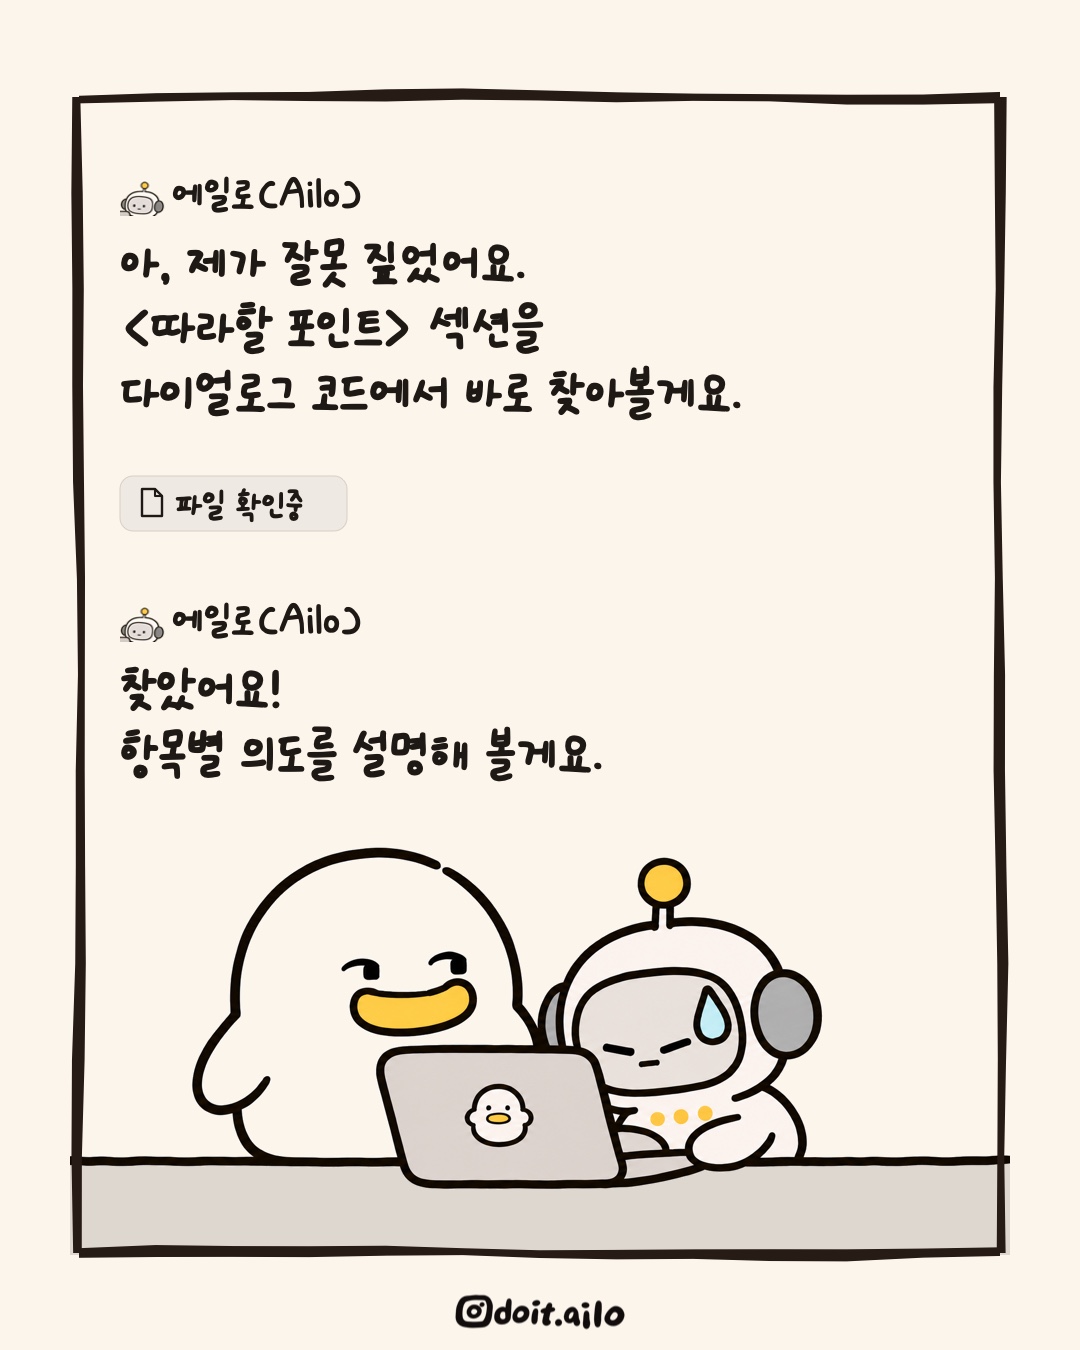 에일로(Ailo)
아, 제가 잘못 짚었어요.
<따라할 포인트> 섹션을
다이얼로그 코드에서 바로 찾아볼게요.
파일 확인중
에일로(Ailo)
찾았어요!
항목별 의도를 설명해 볼게요.
doit.ailo